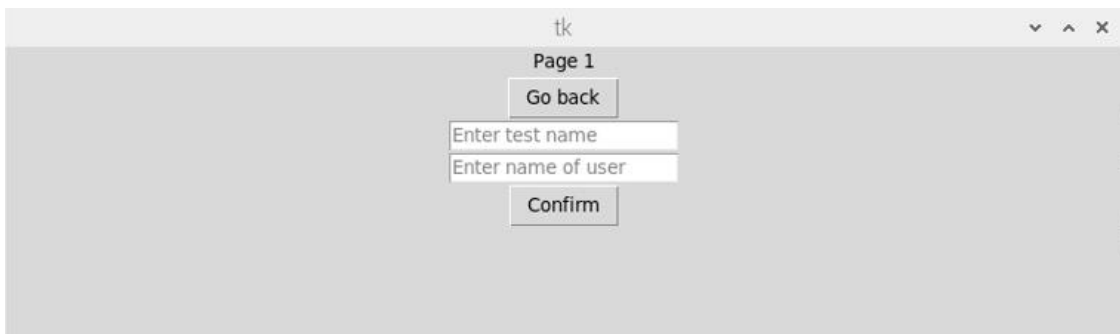 tk
Page 1
Go back
Enter test name
Enter name of user
Confirm